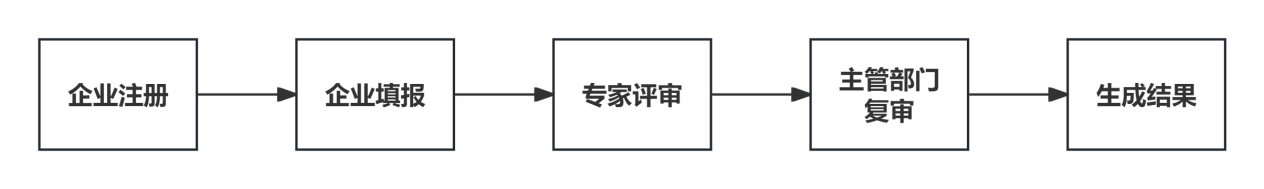 企业注册
企业填报
专家评审
主管部门
复审
生成结果